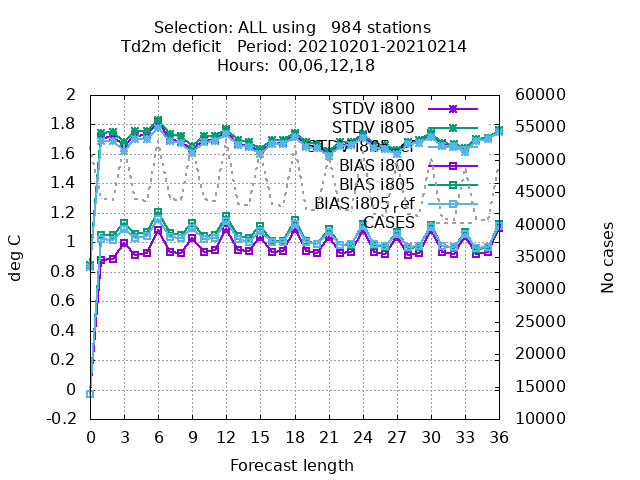 Selection: ALL using   984 stations
Td2m deficit   Period: 20210201-20210214
Hours: 00,06,12,18
STDV i800
STDV i805
STDV i805_ref
BIAS i800
BIAS i805
BIAS i805_ref
CASES
deg C
No cases
2
1.8
1.6
1.4
1.2
1
0.8
0.6
0.4
0.2
0
-0.2
60000
55000
50000
45000
40000
35000
30000
25000
20000
15000
10000
0 3 6 9 12 15 18 21 24 27 30 33 36
Forecast length